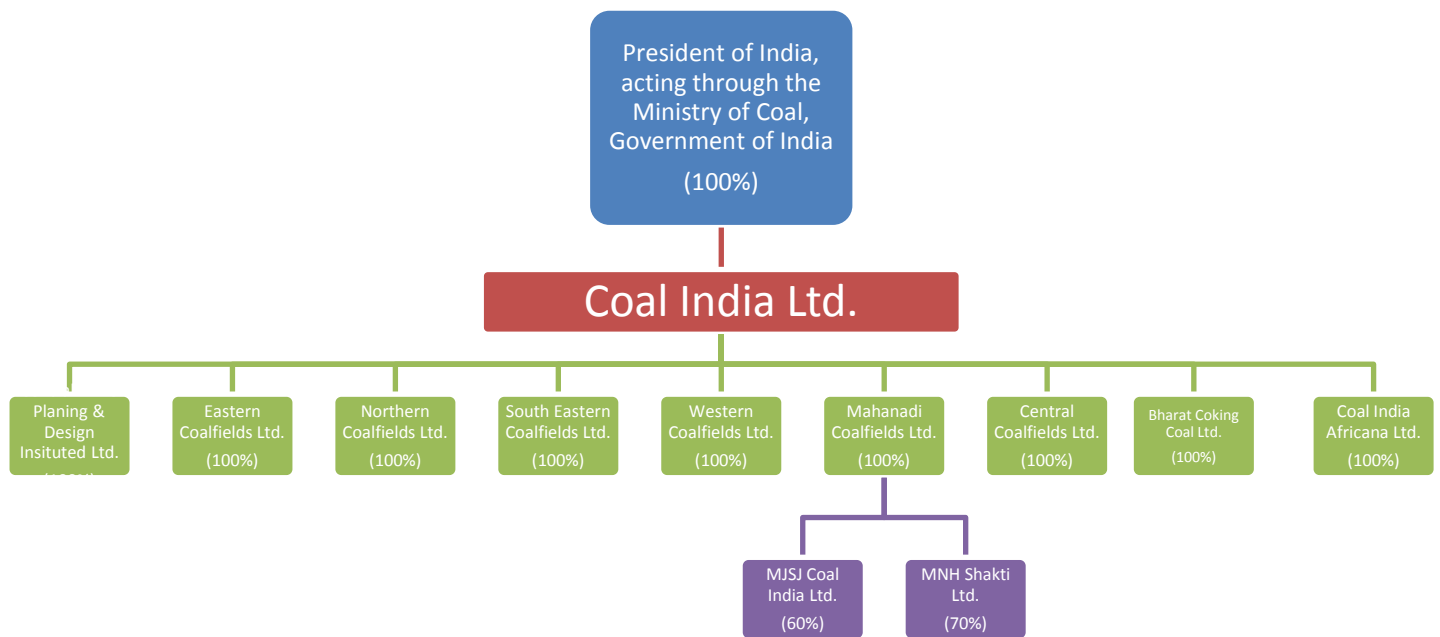 President of India,
acting through the
Ministry of Coal,
Government of India
(100%)
Coal India Ltd.
Planing &
Design
Insituted Ltd.
Eastern
Coalfields Ltd.
(100%)
Northern
Coalfields Ltd.
(100%)
South Eastern
Coalfields Ltd.
(100%)
Western
Coalfields Ltd.
(100%)
Mahanadi
Coalfields Ltd.
(100%)
Central
Coalfields Ltd.
(100%)
Bharat Coking
Coal Ltd.
(100%)
Coal India
Africana Ltd.
(100%)
MJSJ Coal
India Ltd.
(60%)
MNH Shakti
Ltd.
(70%)